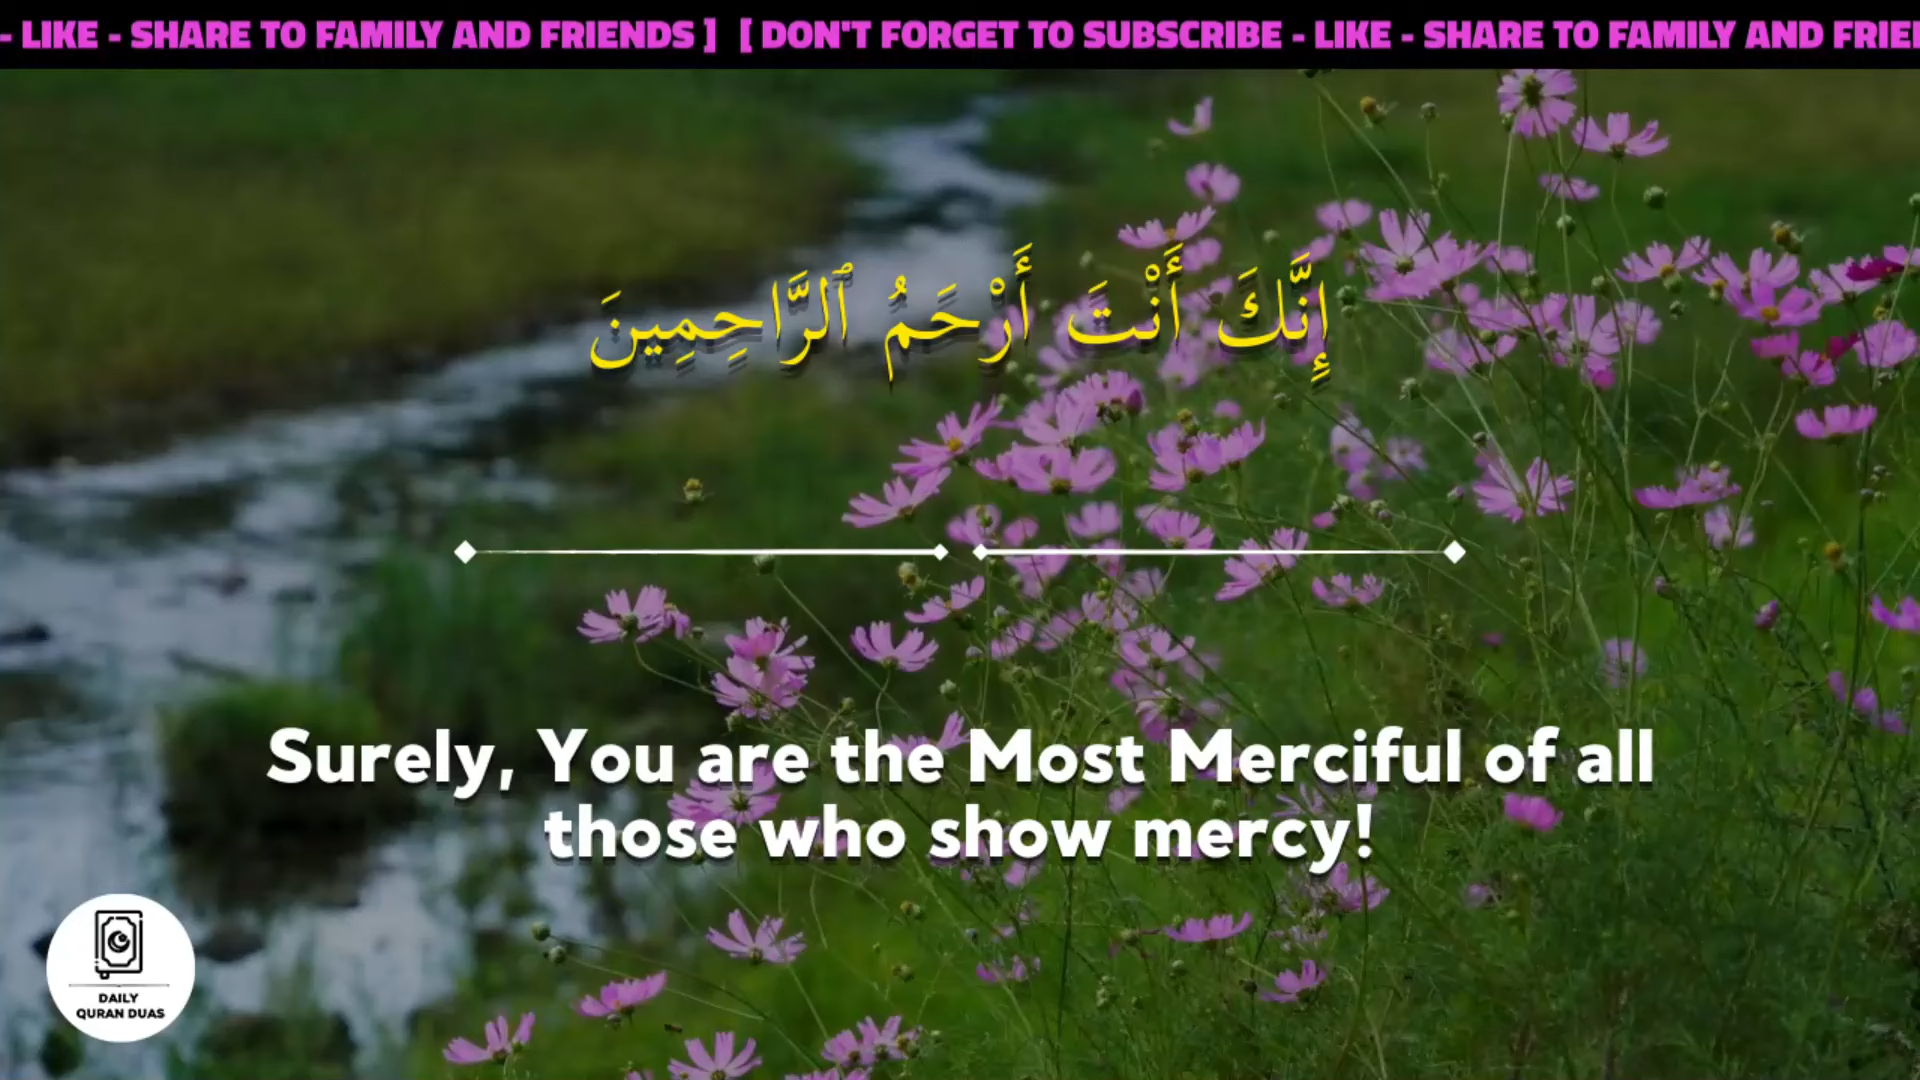 - LIKE - SHARE TO FAMILY AND FRIENDS ] [ DON'T FORGET TO SUBSCRIBE - LIKE - SHARE TO FAMILY AND FRIE
إِنَّكَ أَنْتَ أَرْحَمُ ٱلرَّاحِمِينَ
Surely, You are the Most Merciful of all
those who show mercy!
DAILY
QURAN DUAS